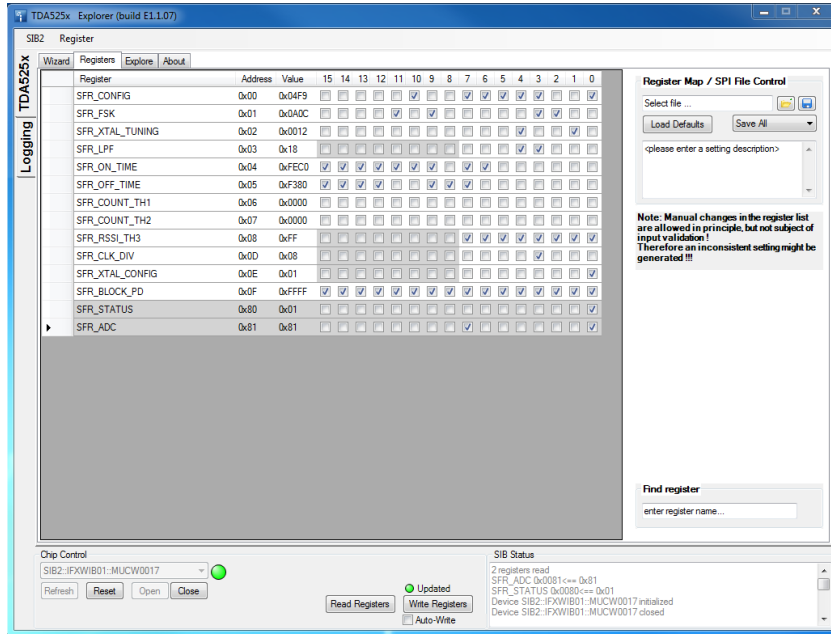 TDA525x Explorer (build E1.1.07)
SIB2 Register
TDA525x
Logging
Wizard Registers Explore About
Register Address Value 15 14 13 12 11 10 9 8 7 6 5 4 3 2 1 0
SFR_CONFIG 0x00 0x04F9
SFR_FSK 0x01 0x0A0C
SFR_XTAL_TUNING 0x02 0x0012
SFR_LPF 0x03 0x18
SFR_ON_TIME 0x04 0xFEC0
SFR_OFF_TIME 0x05 0xF380
SFR_COUNT_TH1 0x06 0x0000
SFR_COUNT_TH2 0x07 0x0000
SFR_RSSI_TH3 0x08 0xFF
SFR_CLK_DIV 0x0D 0x08
SFR_XTAL_CONFIG 0x0E 0x01
SFR_BLOCK_PD 0x0F 0xFFFF
SFR_STATUS 0x80 0x01
SFR_ADC 0x81 0x81
Register Map / SPI File Control
Select file ...
Load Defaults Save All
<please enter a setting description>
Note: Manual changes in the register list
are allowed in principle, but not subject of
input validation !
Therefore an inconsistent setting might be
generated !!!
Find register
enter register name...
Chip Control
SIB2::IFXWIB01::MUCW0017
Refresh Reset Open Close
Read Registers
Updated
Write Registers
Auto-Write
SIB Status
2 registers read
SFR_ADC 0x0081<== 0x81
SFR_STATUS 0x0080<== 0x01
Device SIB2::IFXWIB01::MUCW0017 initialized
Device SIB2::IFXWIB01::MUCW0017 closed